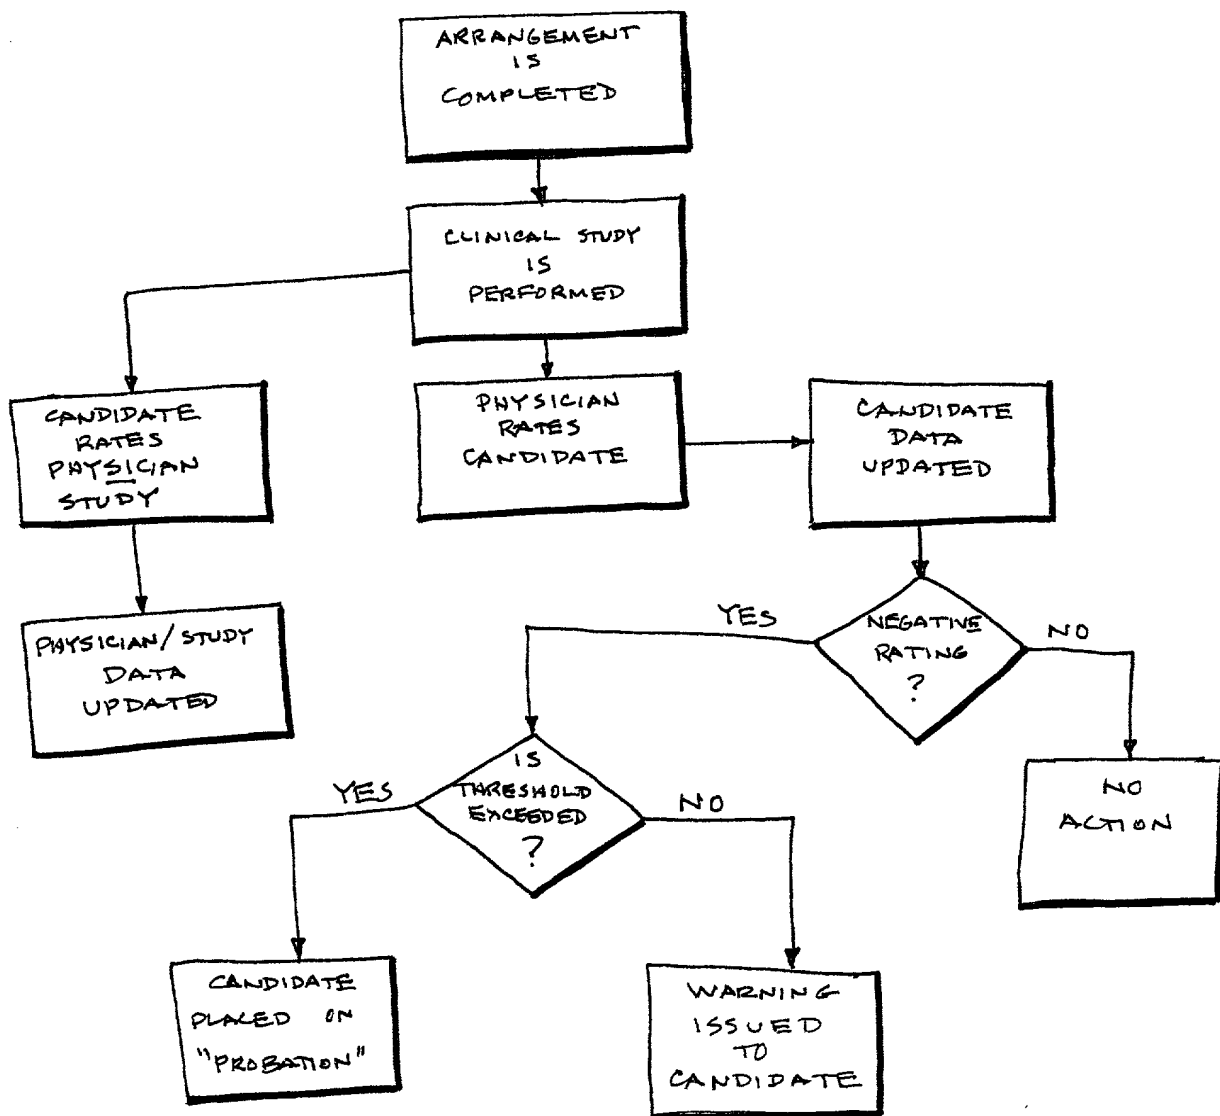 ARRANGEMENT
IS
COMPLETED
CLINICAL STUDY
IS
PERFORMED
CANDIDATE
RATES
PHYSICIAN
STUDY
PHYSICIAN
RATES
CANDIDATE
CANDIDATE
DATA
UPDATED
PHYSICIAN/STUDY
DATA
UPDATED
YES
NEGATIVE
RATING
?
NO
YES
IS
THRESHOLD
EXCEEDED
?
NO
NO
ACTION
CANDIDATE
PLACED ON
"PROBATION"
WARNING
ISSUED
TO
CANDIDATE